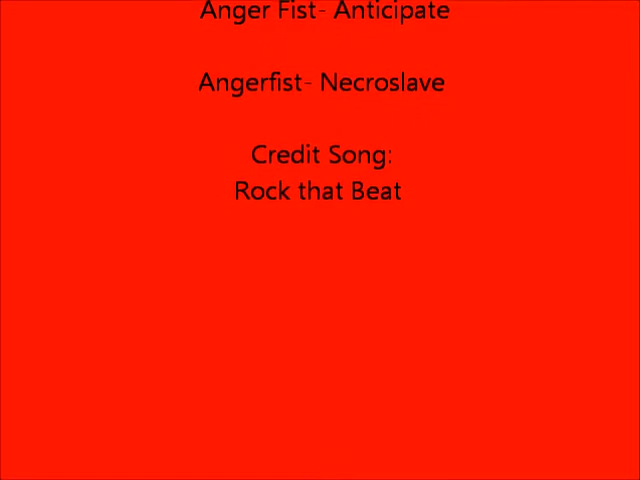 Anger Fist- Anticipate
Angerfist- Necroslave
Credit Song:
Rock that Beat